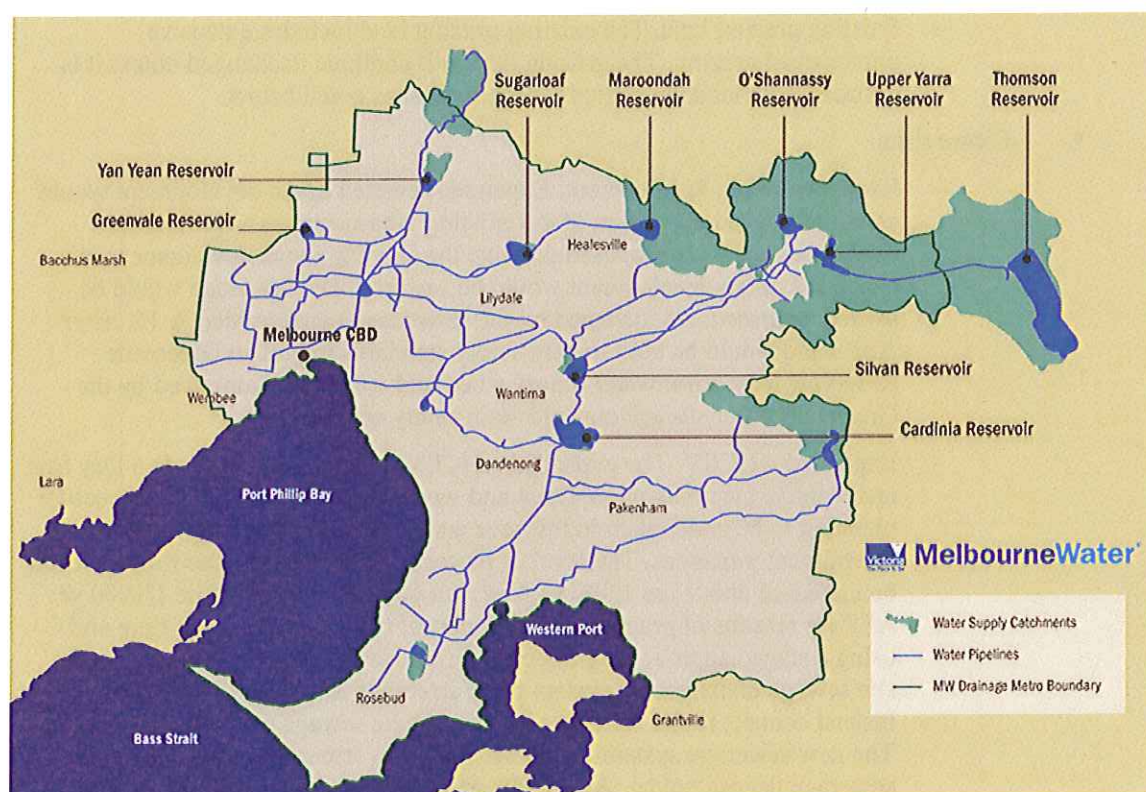 Sugarloaf
Reservoir
Maroondah
Reservoir
O'Shannassy
Reservoir
Upper Yarra
Reservoir
Thomson
Reservoir
Yan Yean Reservoir
Greenvale Reservoir
Bacchus Marsh
Healesville
Lilydale
Melbourne CBD
Silvan Reservoir
Werribee
Wantirna
Cardinia Reservoir
Dandenong
Lara
Port Phillip Bay
Pakenham
Victoria
MelbourneWater
Western Port
Water Supply Catchments
Water Pipelines
MW Drainage Metro Boundary
Rosebud
Grantville
Bass Strait